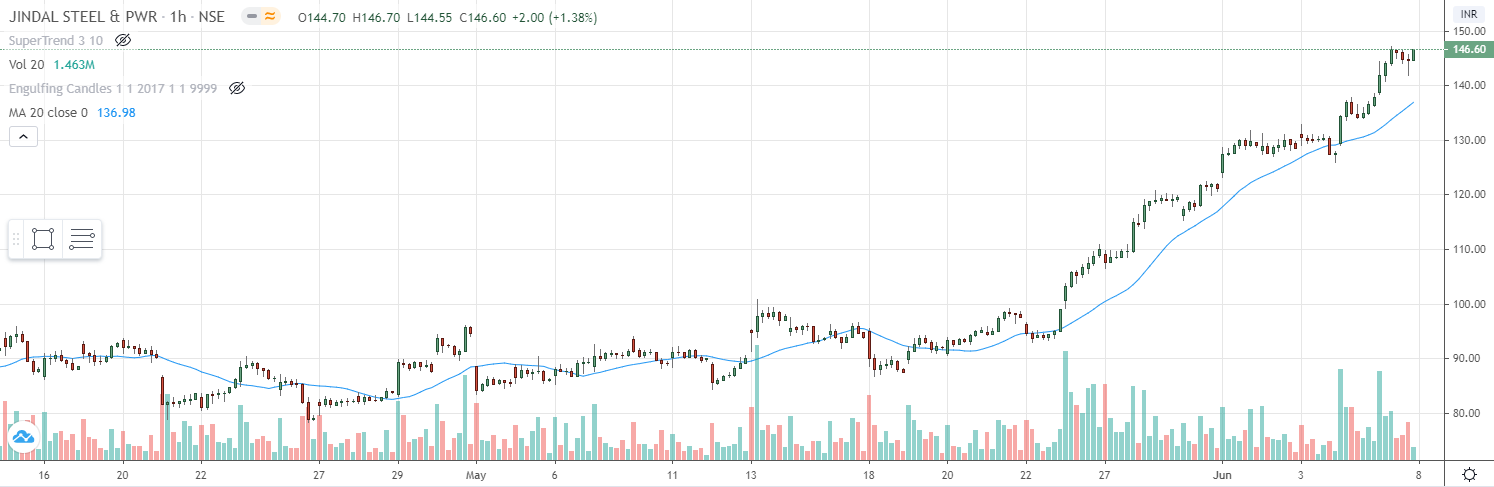 JINDAL STEEL & PWR · 1h · NSE O144.70 H146.70 L144.55 C146.60 +2.00 (+1.38%) INR
SuperTrend 3 10
Vol 20 1.463M
Engulfing Candles 1 1 2017 1 1 9999
MA 20 close 0 136.98
150.00
146.60
140.00
130.00
120.00
110.00
100.00
90.00
80.00
16 20 22 27 29 May 6 11 13 18 20 22 27 Jun 3 8